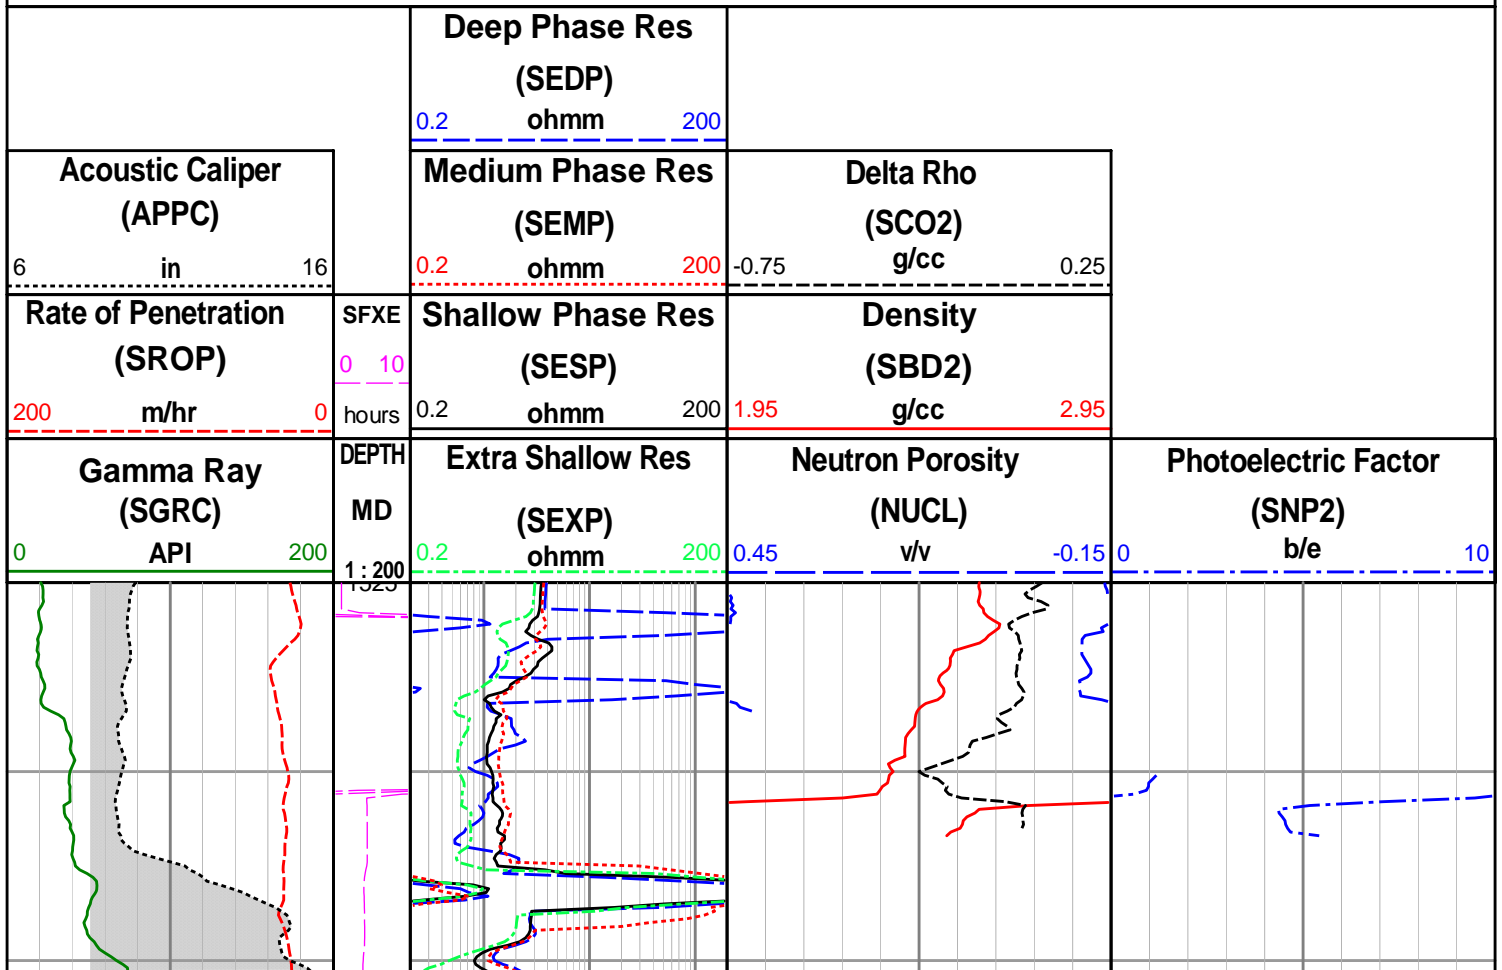 Deep Phase Res
(SEDP)
0.2 ohmm 200
Acoustic Caliper
(APPC)
6 in 16
Medium Phase Res
(SEMP)
0.2 ohmm 200
Delta Rho
(SCO2)
g/cc
-0.75 0.25
Rate of Penetration
(SROP)
200 m/hr 0
SFXE
0 10
hours
Shallow Phase Res
(SESP)
0.2 ohmm 200
Density
(SBD2)
1.95 g/cc 2.95
Gamma Ray
(SGRC)
0 API 200
DEPTH
MD
1 : 200
Extra Shallow Res
(SEXP)
0.2 ohmm 200
Neutron Porosity
(NUCL)
0.45 v/v -0.15
Photoelectric Factor
(SNP2)
0 b/e 10
1525